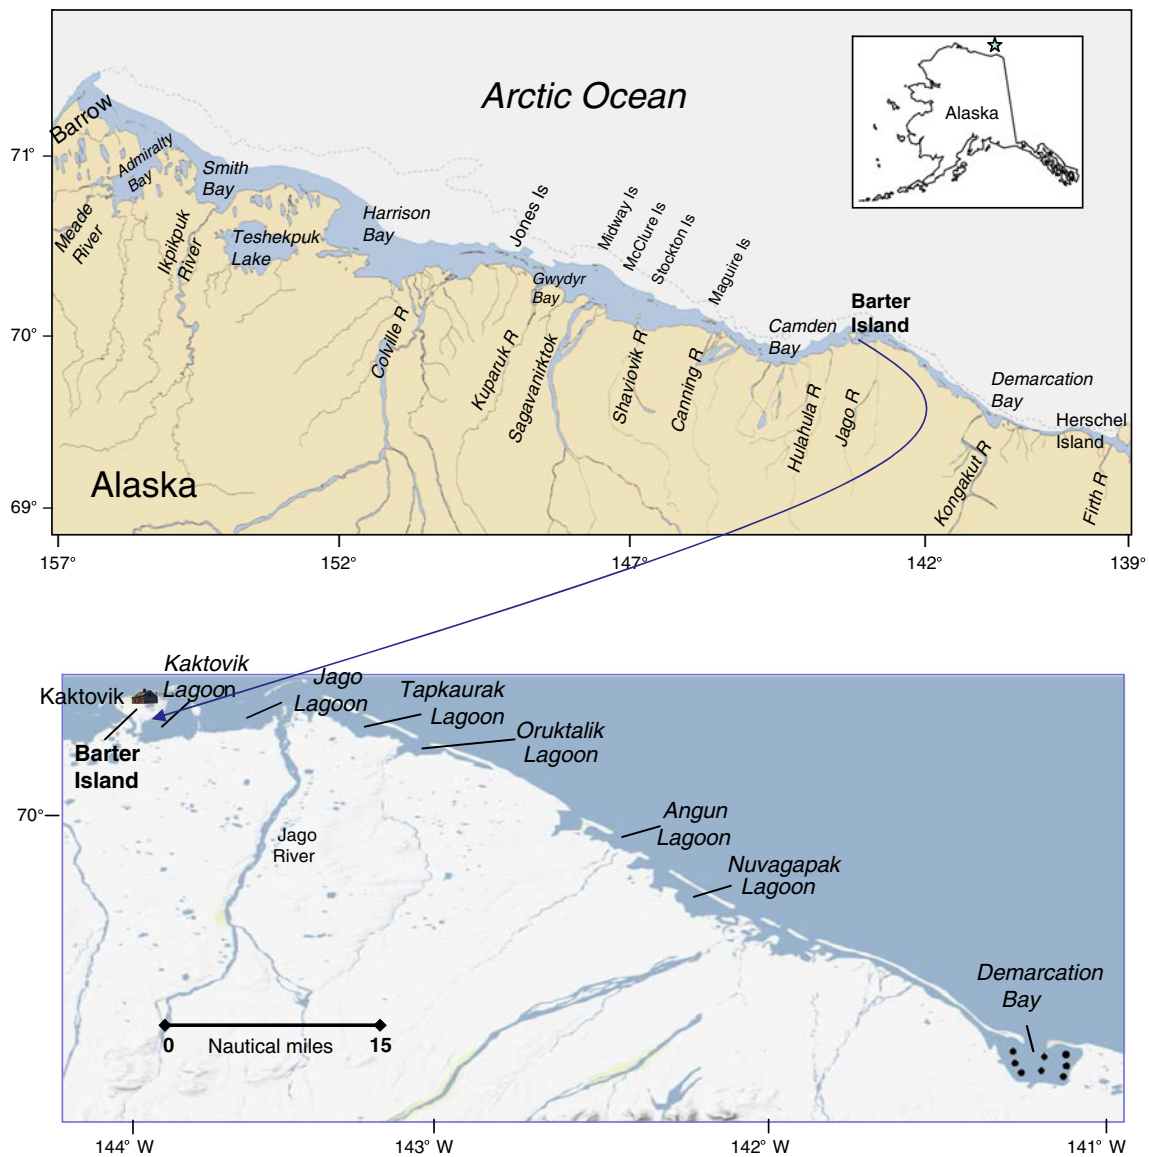 Arctic Ocean
Alaska
Barrow
Admiralty
Bay
Smith
Bay
Meade
River
Ikpikpuk
River
Teshekpuk
Lake
Harrison
Bay
Jones Is
Midway Is
McClure Is
Stockton Is
Maguire Is
Gwydyr
Bay
Colville R
Kuparuk R
Sagavanirktok
Shaviovik R
Canning R
Camden
Bay
Barter
Island
Hulahula R
Jago R
Demarcation
Bay
Herschel
Island
Kongakut R
Firth R
Alaska
71°
70°
69°
157°
152°
147°
142°
139°
Kaktovik
Kaktovik
Lagoon
Barter
Island
Jago
Lagoon
Tapkaurak
Lagoon
Oruktalik
Lagoon
Angun
Lagoon
Nuvagapak
Lagoon
Demarcation
Bay
Jago
River
70°
0 Nautical miles 15
144° W
143° W
142° W
141° W